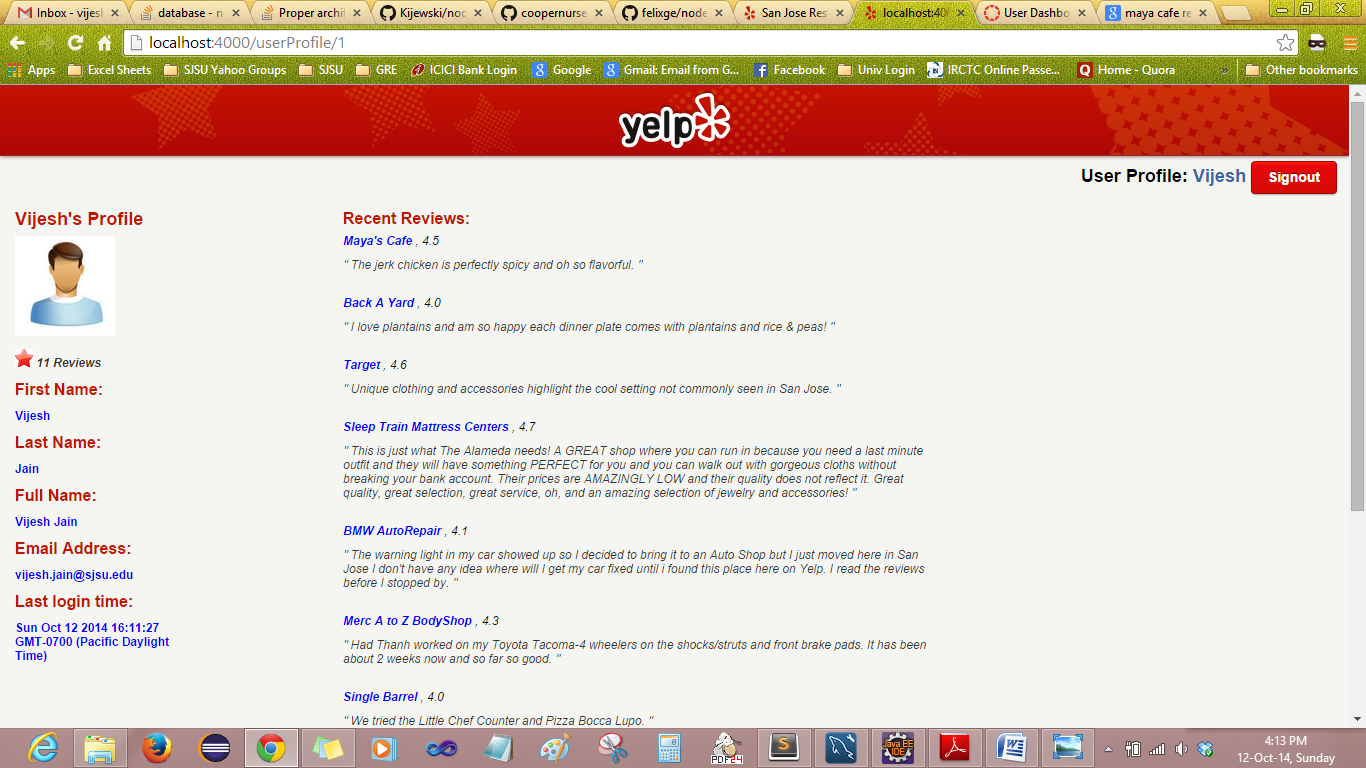 Inbox - vijes
database - n
Proper archit
Kijewski/noc
coopernurse
felixge/node
San Jose Res
localhost:40
User Dashbo
maya cafe re
localhost:4000/userProfile/1
Apps
Excel Sheets
SJSU Yahoo Groups
SJSU
GRE
ICICI Bank Login
Google
Gmail: Email from G...
Facebook
Univ Login
IRCTC Online Passe...
Home - Quora
»
Other bookmarks
yelp
User Profile: Vijesh
Signout
Vijesh's Profile
11 Reviews
First Name:
Vijesh
Last Name:
Jain
Full Name:
Vijesh Jain
Email Address:
vijesh.jain@sjsu.edu
Last login time:
Sun Oct 12 2014 16:11:27
GMT-0700 (Pacific Daylight
Time)
Recent Reviews:
Maya's Cafe , 4.5
" The jerk chicken is perfectly spicy and oh so flavorful. "
Back A Yard , 4.0
" I love plantains and am so happy each dinner plate comes with plantains and rice & peas! "
Target , 4.6
" Unique clothing and accessories highlight the cool setting not commonly seen in San Jose. "
Sleep Train Mattress Centers , 4.7
" This is just what The Alameda needs! A GREAT shop where you can run in because you need a last minute
outfit and they will have something PERFECT for you and you can walk out with gorgeous cloths without
breaking your bank account. Their prices are AMAZINGLY LOW and their quality does not reflect it. Great
quality, great selection, great service, oh, and an amazing selection of jewelry and accessories! "
BMW AutoRepair , 4.1
" The warning light in my car showed up so I decided to bring it to an Auto Shop but I just moved here in San
Jose I don't have any idea where will I get my car fixed until i found this place here on Yelp. I read the reviews
before I stopped by. "
Merc A to Z BodyShop , 4.3
" Had Thanh worked on my Toyota Tacoma-4 wheelers on the shocks/struts and front brake pads. It has been
about 2 weeks now and so far so good. "
Single Barrel , 4.0
" We tried the Little Chef Counter and Pizza Bocca Lupo. "
PDF24
Java EE
IDE
4:13 PM
12-Oct-14, Sunday